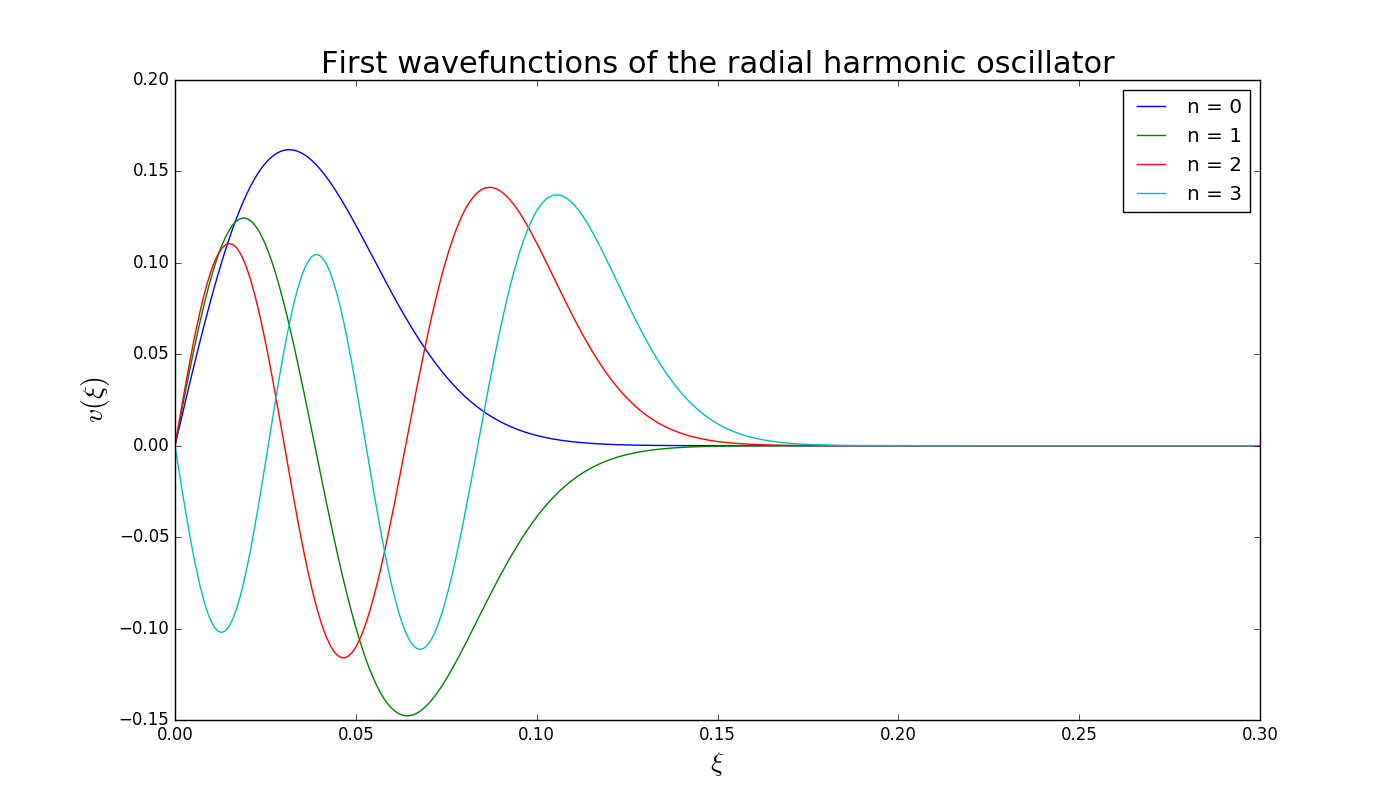 First wavefunctions of the radial harmonic oscillator
0.20
0.15
0.10
0.05
0.00
−0.05
−0.10
−0.15
v(ξ)
n = 0
n = 1
n = 2
n = 3
0.00 0.05 0.10 0.15 0.20 0.25 0.30
ξ